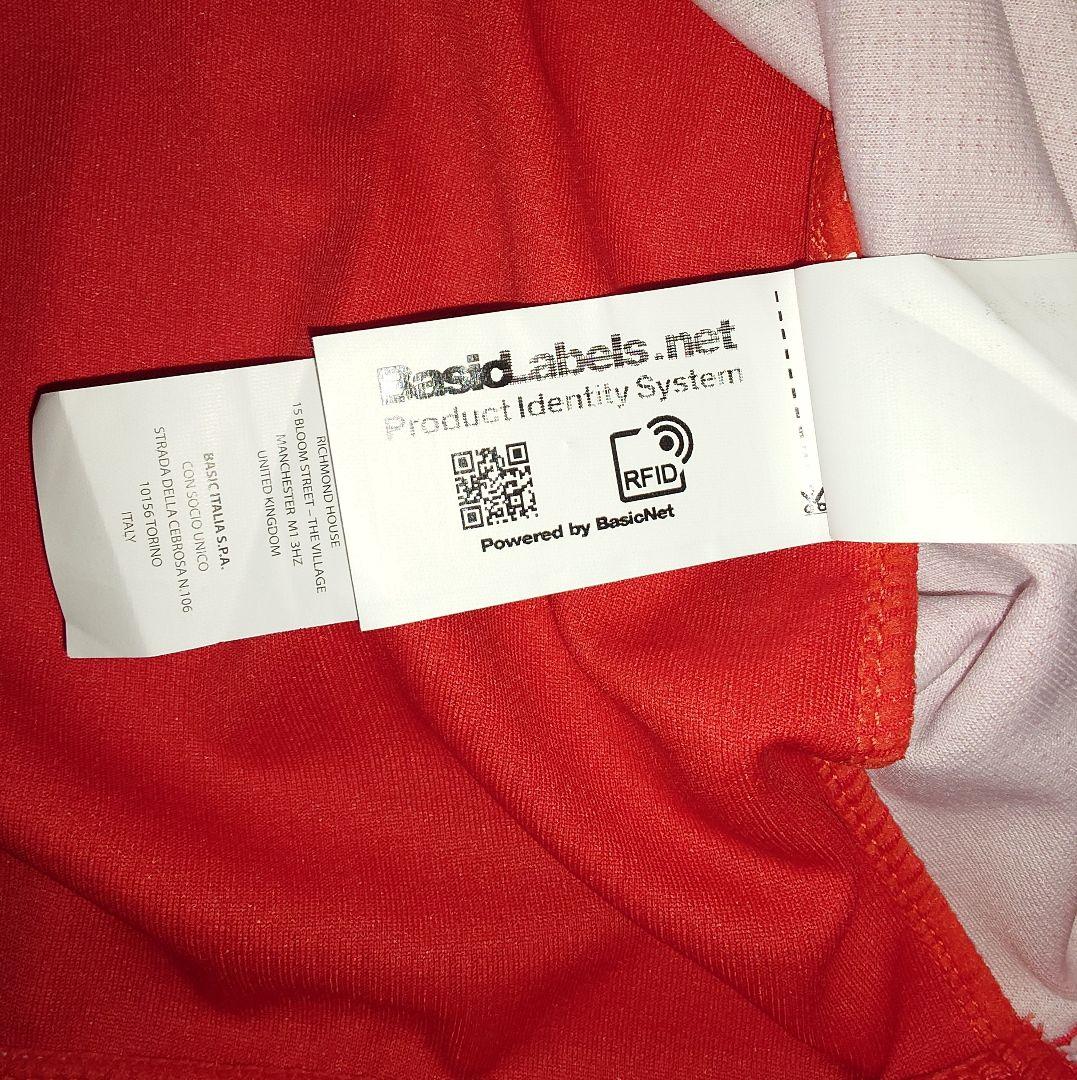 BasicLabels.net
Product Identity System
RFID
Powered by BasicNet
RICHMOND HOUSE
15 BLOOM STREET – THE VILLAGE
MANCHESTER M1 3HZ
UNITED KINGDOM
BASIC ITALIA S.P.A.
CON SOCIO UNICO
STRADA DELLA CEBROSA N.106
10156 TORINO
ITALY